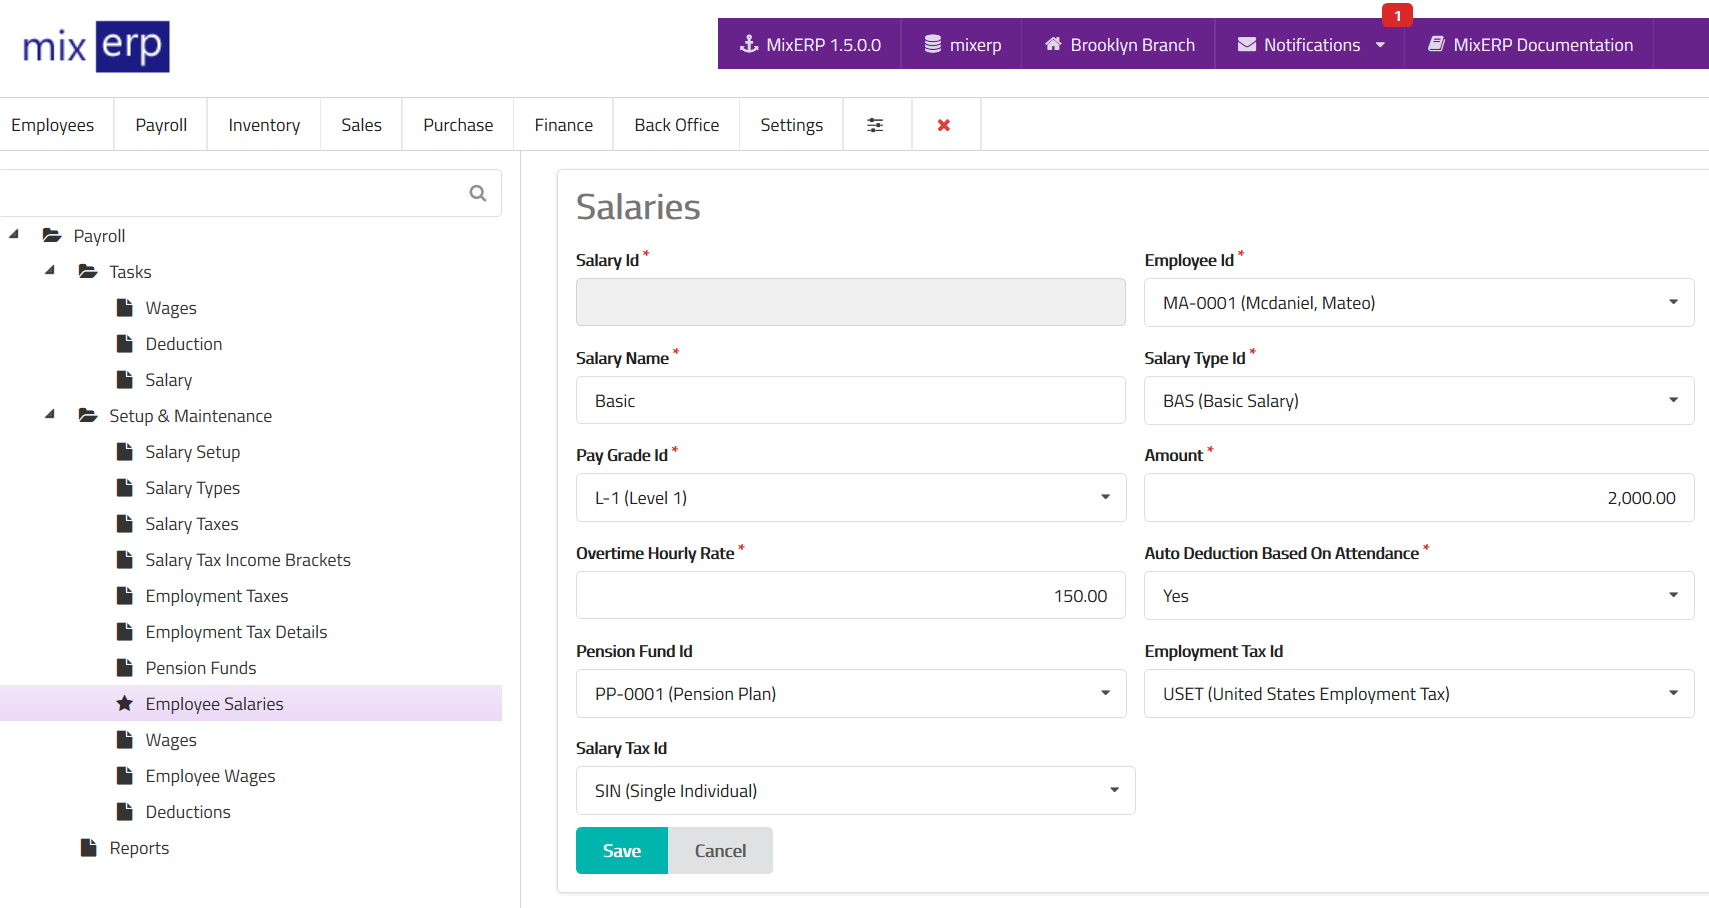 mix erp
1
MixERP 1.5.0.0 mixerp Brooklyn Branch Notifications MixERP Documentation
Employees Payroll Inventory Sales Purchase Finance Back Office Settings
Payroll
Tasks
Wages
Deduction
Salary
Setup & Maintenance
Salary Setup
Salary Types
Salary Taxes
Salary Tax Income Brackets
Employment Taxes
Employment Tax Details
Pension Funds
Employee Salaries
Wages
Employee Wages
Deductions
Reports
Salaries
Salary Id * Employee Id *
MA-0001 (Mcdaniel, Mateo)
Salary Name * Salary Type Id *
Basic BAS (Basic Salary)
Pay Grade Id * Amount *
L-1 (Level 1) 2,000.00
Overtime Hourly Rate * Auto Deduction Based On Attendance *
150.00 Yes
Pension Fund Id Employment Tax Id
PP-0001 (Pension Plan) USET (United States Employment Tax)
Salary Tax Id
SIN (Single Individual)
Save Cancel